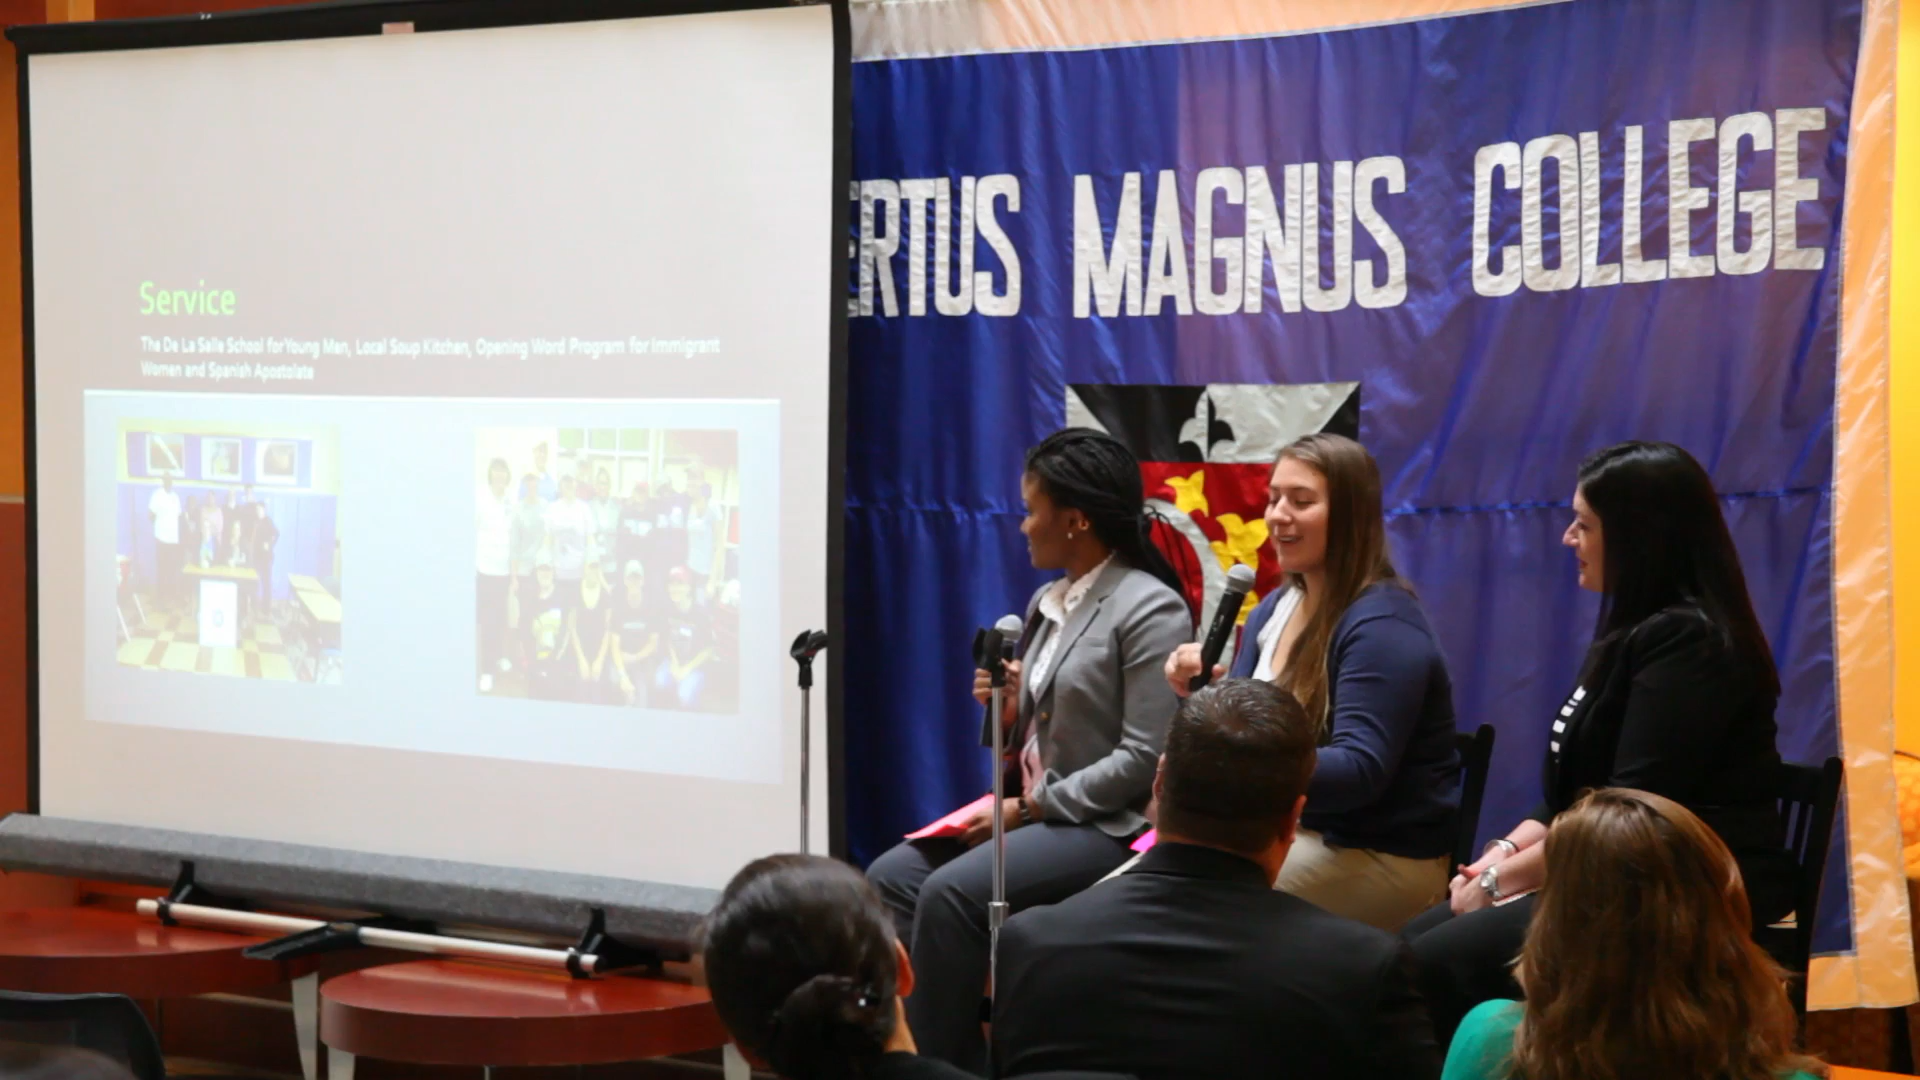 Service
The De La Salle School for Young Men, Local Soup Kitchen, Opening Word Program for Immigrant
Women and Spanish Apostolate
ERTUS MAGNUS COLLEGE